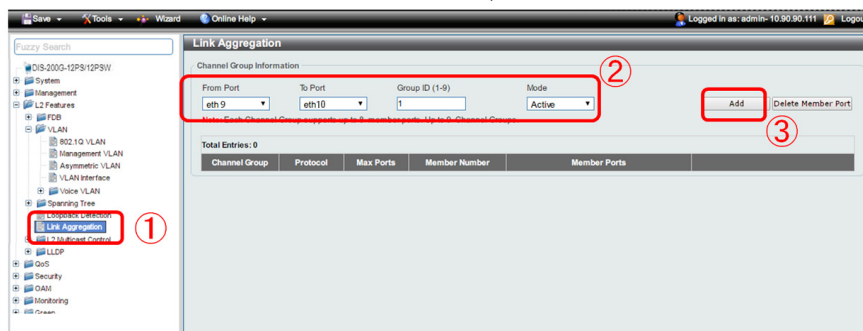 Save Tools Wizard Online Help Logged in as: admin- 10.90.90.111 Logou
Fuzzy Search
DIS-200G-12PS/12PSW
System
Management
L2 Features
FDB
VLAN
802.1Q VLAN
Management VLAN
Asymmetric VLAN
VLAN Interface
Voice VLAN
Spanning Tree
Loopback Detection
Link Aggregation
①
L2 Multicast Control
LLDP
QoS
Security
OAM
Monitoring
Green
Link Aggregation
Channel Group Information
②
From Port To Port Group ID (1-9) Mode
eth9 eth10 1 Active
Add Delete Member Port
③
Note: Each Channel Group supports up to 8 member ports. Up to 9 Channel Groups.
Total Entries: 0
Channel Group Protocol Max Ports Member Number Member Ports